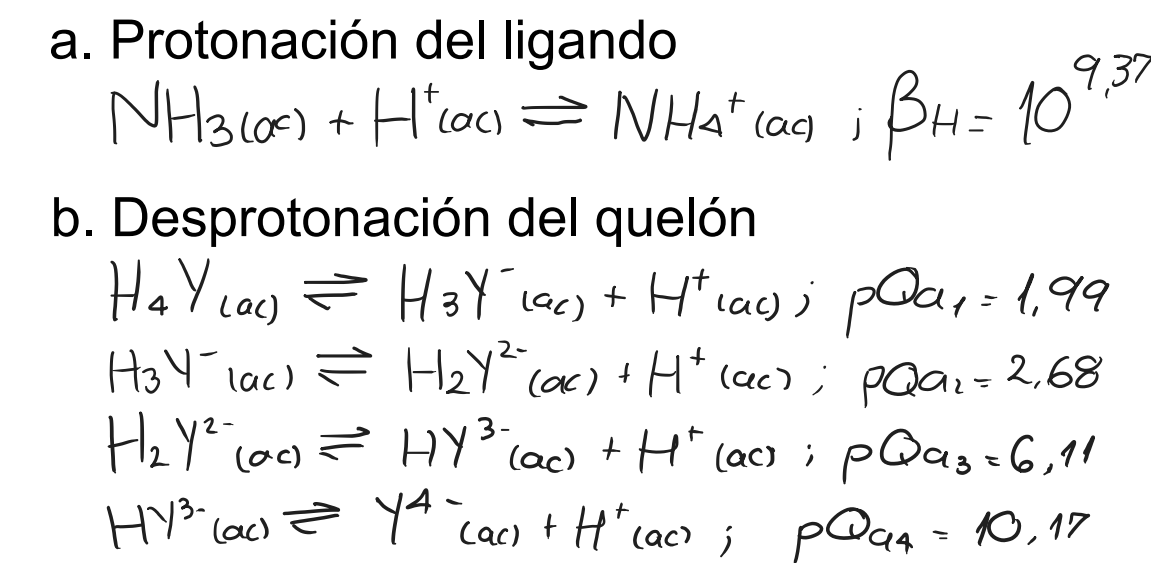 a. Protonación del ligando
NH₃(ac) + H⁺(ac) ⇌ NH₄⁺(ac) ; βH = 10^9,37
b. Desprotonación del quelón
H₄Y(ac) ⇌ H₃Y⁻(ac) + H⁺(ac) ; pQa₁ = 1,99
H₃Y⁻(ac) ⇌ H₂Y²⁻(ac) + H⁺(ac) ; pQa₂ = 2,68
H₂Y²⁻(ac) ⇌ HY³⁻(ac) + H⁺(ac) ; pQa₃ = 6,11
HY³⁻(ac) ⇌ Y⁴⁻(ac) + H⁺(ac) ; pQa₄ = 10,17